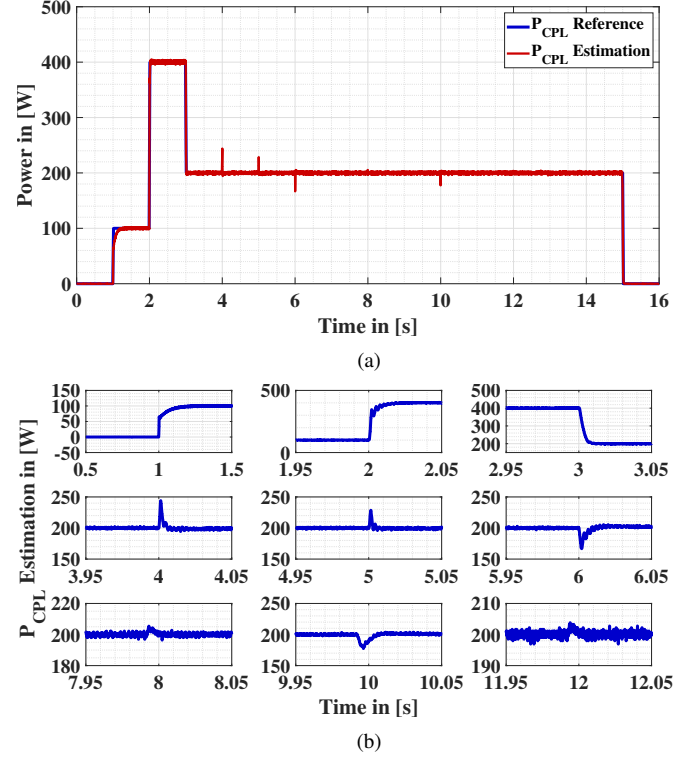 500
400
300
200
100
0
Power in [W]
P_CPL Reference
P_CPL Estimation
0 2 4 6 8 10 12 14 16
Time in [s]
(a)
P_CPL Estimation in [W]
150
100
50
0
-50
0.5 1 1.5
500
0
1.95 2 2.05
500
400
300
200
2.95 3 3.05
250
200
150
3.95 4 4.05
250
200
150
4.95 5 5.05
250
200
150
5.95 6 6.05
220
200
180
7.95 8 8.05
250
200
150
9.95 10 10.05
210
200
190
11.95 12 12.05
Time in [s]
(b)